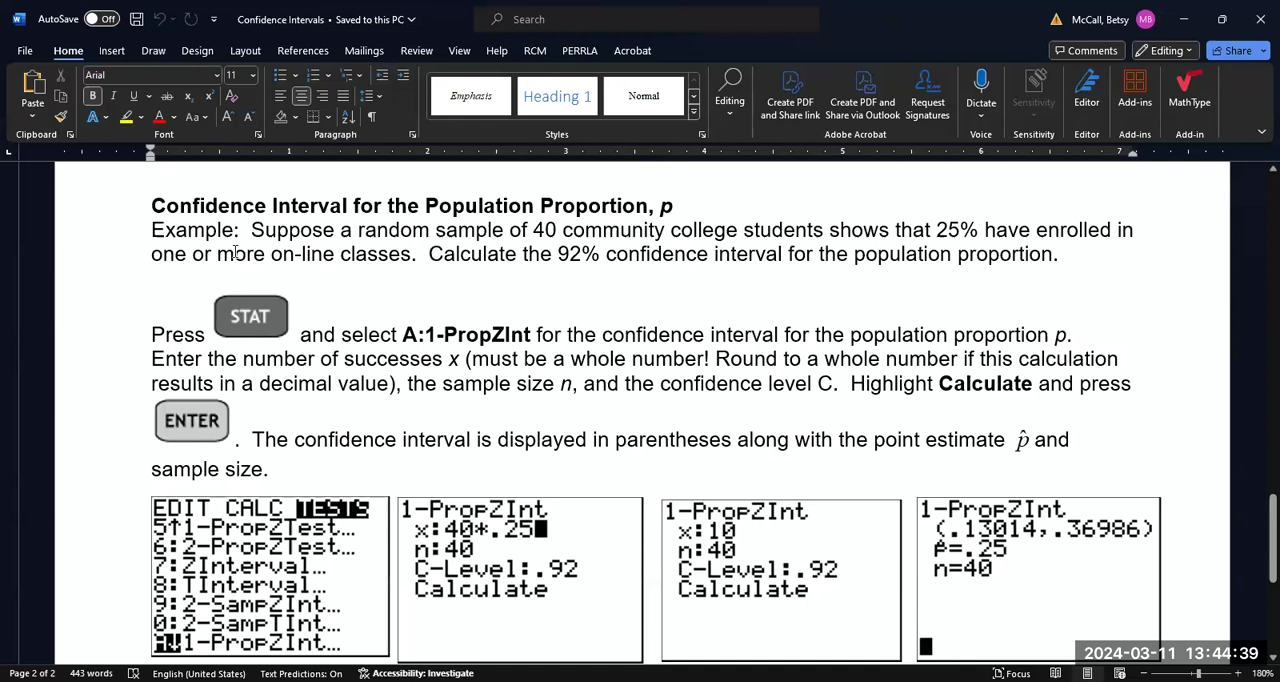 AutoSave Off Confidence Intervals • Saved to this PC Search McCall, Betsy MB
File Home Insert Draw Design Layout References Mailings Review View Help RCM PERRLA Acrobat Comments Editing Share
Arial 11
Paste B I U ab x₂ x² A Aa A A Emphasis Heading 1 Normal Editing Create PDF and Share link Create PDF and Share via Outlook Request Signatures Dictate Sensitivity Editor Add-ins MathType
Clipboard Font Paragraph Styles Adobe Acrobat Voice Sensitivity Editor Add-ins Add-in
1 2 3 4 5 6 7
Confidence Interval for the Population Proportion, p
Example: Suppose a random sample of 40 community college students shows that 25% have enrolled in
one or more on-line classes. Calculate the 92% confidence interval for the population proportion.
Press STAT and select A:1-PropZInt for the confidence interval for the population proportion p.
Enter the number of successes x (must be a whole number! Round to a whole number if this calculation
results in a decimal value), the sample size n, and the confidence level C. Highlight Calculate and press
ENTER . The confidence interval is displayed in parentheses along with the point estimate p̂ and
sample size.
EDIT CALC TESTS
5↑1-PropZTest…
6:2-PropZTest…
7:ZInterval…
8:TInterval…
9:2-SampZInt…
0:2-SampTInt…
A↓1-PropZInt…
1-PropZInt
x:40*.25
n:40
C-Level:.92
Calculate
1-PropZInt
x:10
n:40
C-Level:.92
Calculate
1-PropZInt
(.13014,.36986)
p̂=.25
n=40
2024-03-11 13:44:39
Page 2 of 2 443 words English (United States) Text Predictions: On Accessibility: Investigate Focus 180%